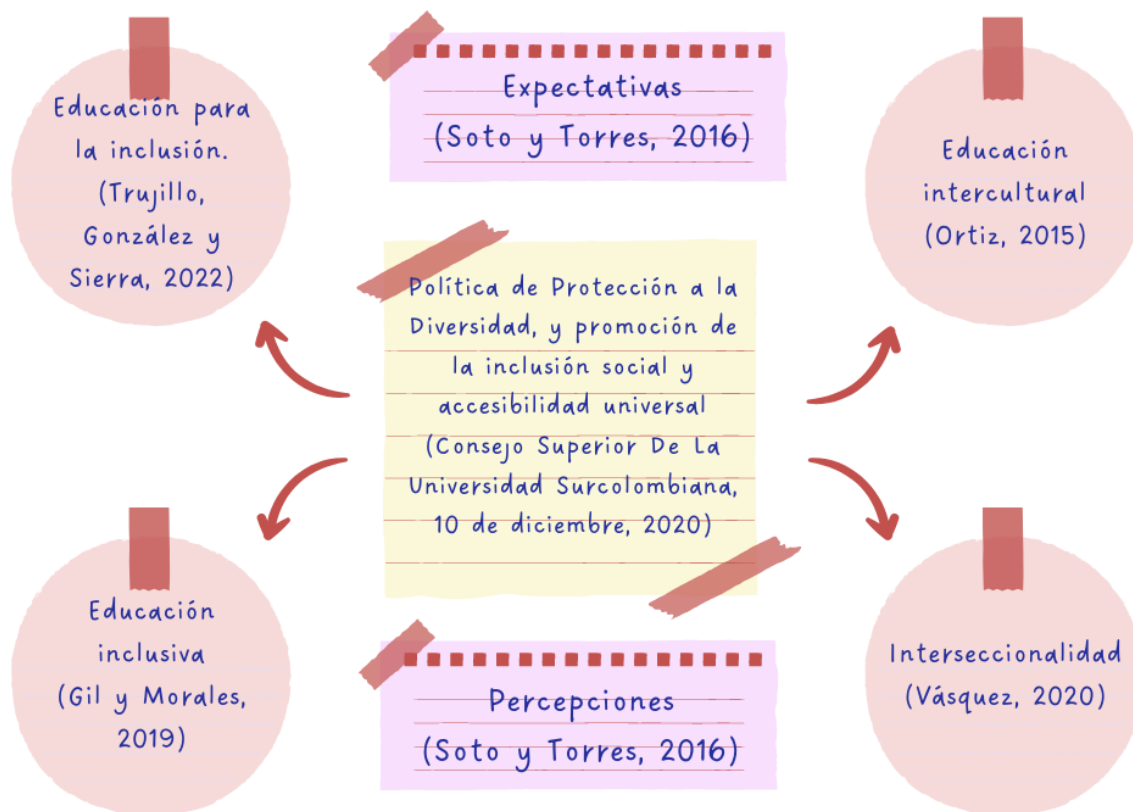 Educación para
la inclusión.
(Trujillo,
González y
Sierra, 2022)
Expectativas
(Soto y Torres, 2016)
Educación
intercultural
(Ortiz, 2015)
Política de Protección a la
Diversidad, y promoción de
la inclusión social y
accesibilidad universal
(Consejo Superior De La
Universidad Surcolombiana,
10 de diciembre, 2020)
Educación
inclusiva
(Gil y Morales,
2019)
Percepciones
(Soto y Torres, 2016)
Interseccionalidad
(Vásquez, 2020)